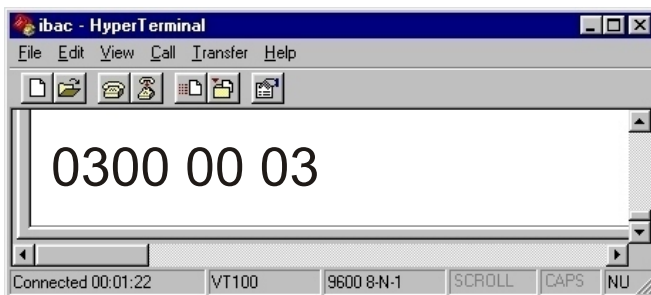 ibac - HyperTerminal
File Edit View Call Transfer Help
0300 00 03
Connected 00:01:22 VT100 9600 8-N-1 SCROLL CAPS NU